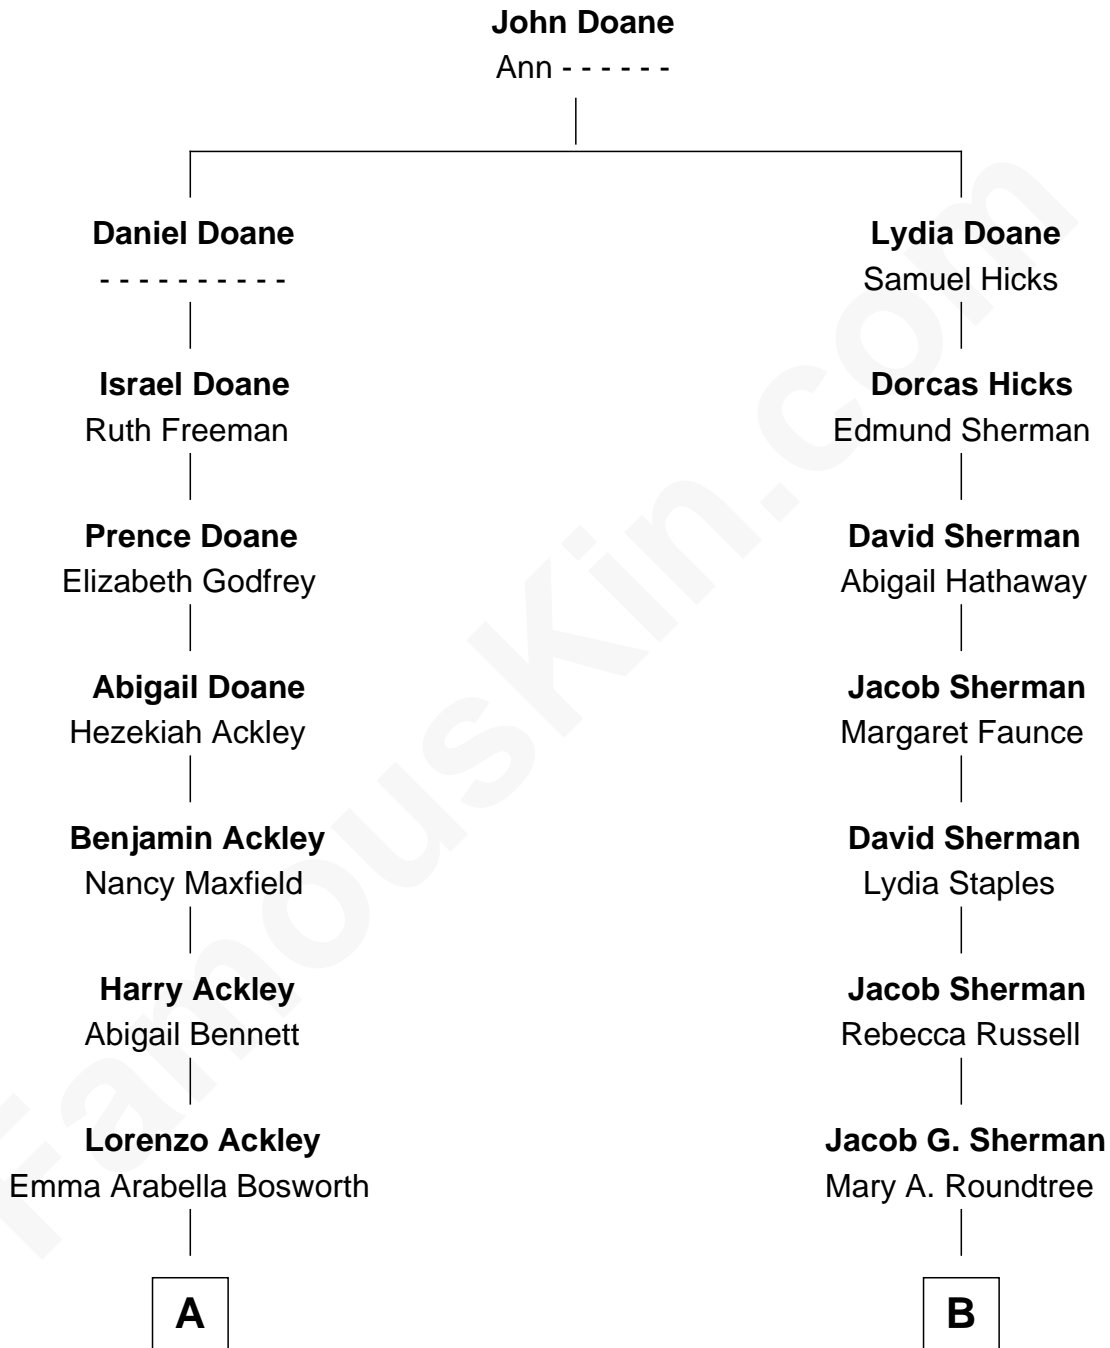 John Doane
Ann - - - - - -
Daniel Doane
- - - - - - - - - -
Lydia Doane
Samuel Hicks
Israel Doane
Ruth Freeman
Dorcas Hicks
Edmund Sherman
Prence Doane
Elizabeth Godfrey
David Sherman
Abigail Hathaway
Abigail Doane
Hezekiah Ackley
Jacob Sherman
Margaret Faunce
Benjamin Ackley
Nancy Maxfield
David Sherman
Lydia Staples
Harry Ackley
Abigail Bennett
Jacob Sherman
Rebecca Russell
Lorenzo Ackley
Emma Arabella Bosworth
Jacob G. Sherman
Mary A. Roundtree
A
B
FamousKin.com